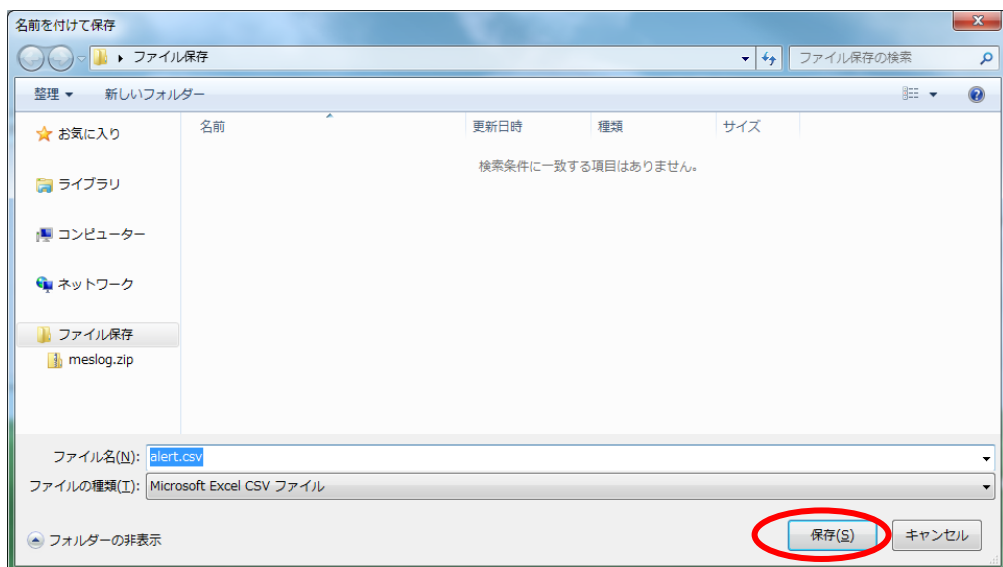 名前を付けて保存
ファイル保存
ファイル保存の検索
整理
新しいフォルダー
名前
更新日時
種類
サイズ
検索条件に一致する項目はありません。
お気に入り
ライブラリ
コンピューター
ネットワーク
ファイル保存
meslog.zip
ファイル名(N): alert.csv
ファイルの種類(T): Microsoft Excel CSV ファイル
フォルダーの非表示
保存(S)
キャンセル